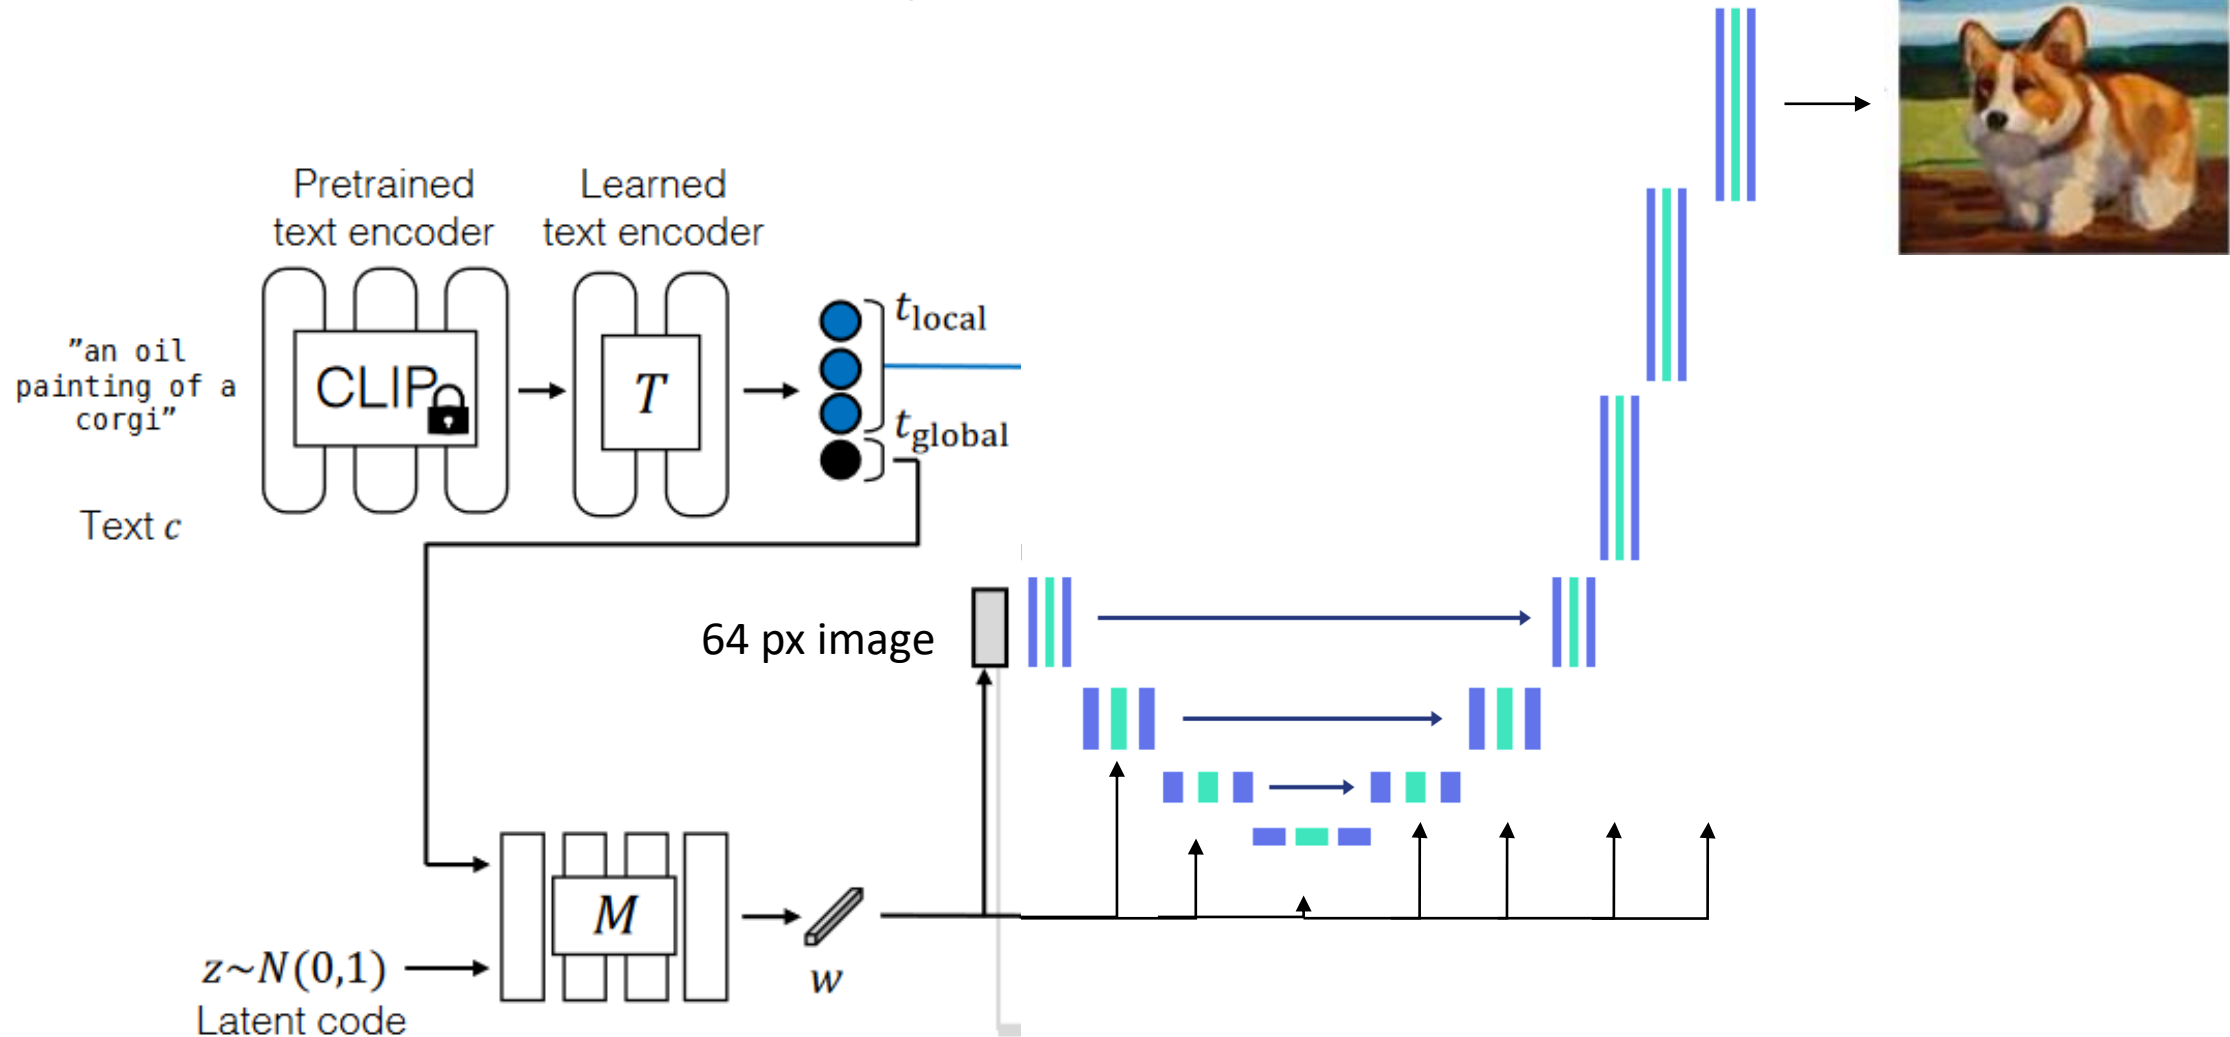 Pretrained
text encoder
Learned
text encoder
”an oil
painting of a
corgi”
CLIP
T
t_local
t_global
Text c
64 px image
M
w
z~N(0,1)
Latent code